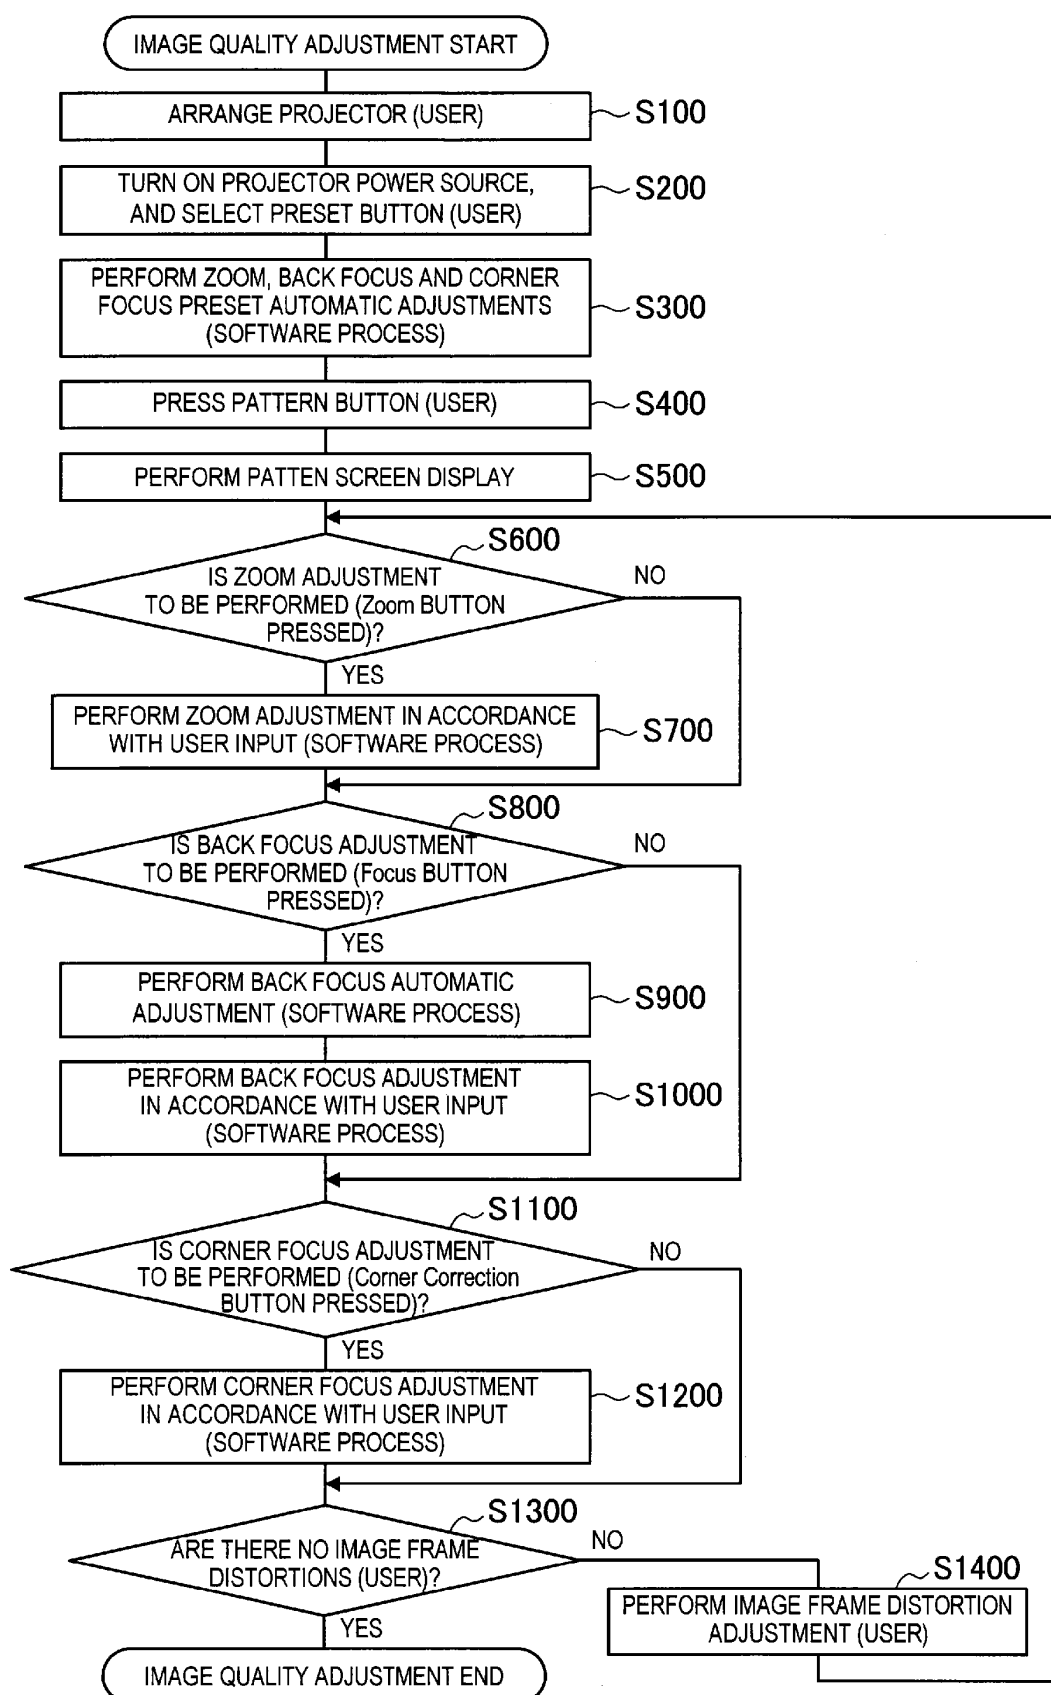 IMAGE QUALITY ADJUSTMENT START
ARRANGE PROJECTOR (USER)
S100
TURN ON PROJECTOR POWER SOURCE,
AND SELECT PRESET BUTTON (USER)
S200
PERFORM ZOOM, BACK FOCUS AND CORNER
FOCUS PRESET AUTOMATIC ADJUSTMENTS
(SOFTWARE PROCESS)
S300
PRESS PATTERN BUTTON (USER)
S400
PERFORM PATTEN SCREEN DISPLAY
S500
S600
IS ZOOM ADJUSTMENT
TO BE PERFORMED (Zoom BUTTON
PRESSED)?
NO
YES
PERFORM ZOOM ADJUSTMENT IN ACCORDANCE
WITH USER INPUT (SOFTWARE PROCESS)
S700
S800
IS BACK FOCUS ADJUSTMENT
TO BE PERFORMED (Focus BUTTON
PRESSED)?
NO
YES
PERFORM BACK FOCUS AUTOMATIC
ADJUSTMENT (SOFTWARE PROCESS)
S900
PERFORM BACK FOCUS ADJUSTMENT
IN ACCORDANCE WITH USER INPUT
(SOFTWARE PROCESS)
S1000
S1100
IS CORNER FOCUS ADJUSTMENT
TO BE PERFORMED (Corner Correction
BUTTON PRESSED)?
NO
YES
PERFORM CORNER FOCUS ADJUSTMENT
IN ACCORDANCE WITH USER INPUT
(SOFTWARE PROCESS)
S1200
S1300
ARE THERE NO IMAGE FRAME
DISTORTIONS (USER)?
NO
YES
S1400
PERFORM IMAGE FRAME DISTORTION
ADJUSTMENT (USER)
IMAGE QUALITY ADJUSTMENT END